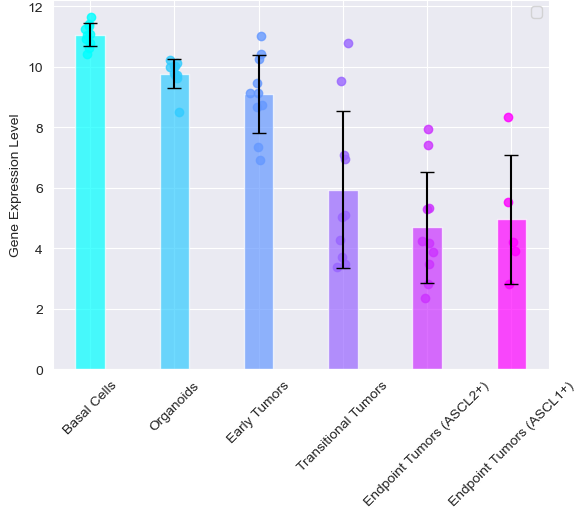 12
10
8
6
4
2
0
Gene Expression Level
Basal Cells
Organoids
Early Tumors
Transitional Tumors
Endpoint Tumors (ASCL2+)
Endpoint Tumors (ASCL1+)